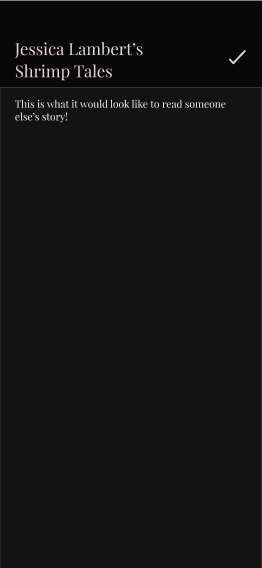 Jessica Lambert’s
Shrimp Tales
This is what it would look like to read someone
else’s story!